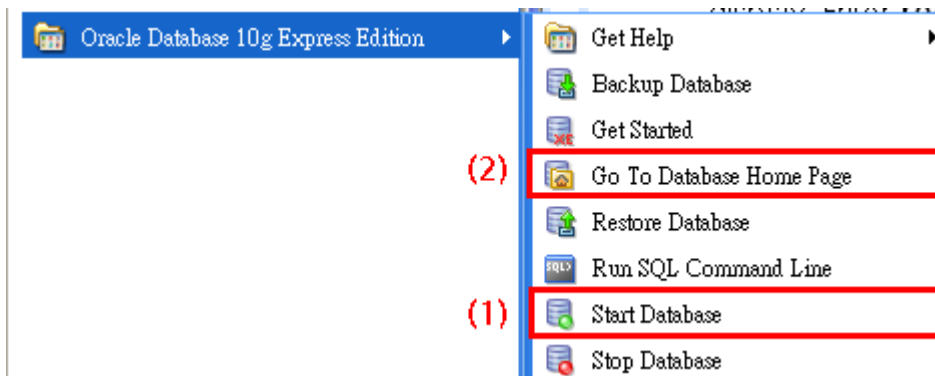 Oracle Database 10g Express Edition
Get Help
Backup Database
Get Started
(2)
Go To Database Home Page
Restore Database
Run SQL Command Line
(1)
Start Database
Stop Database